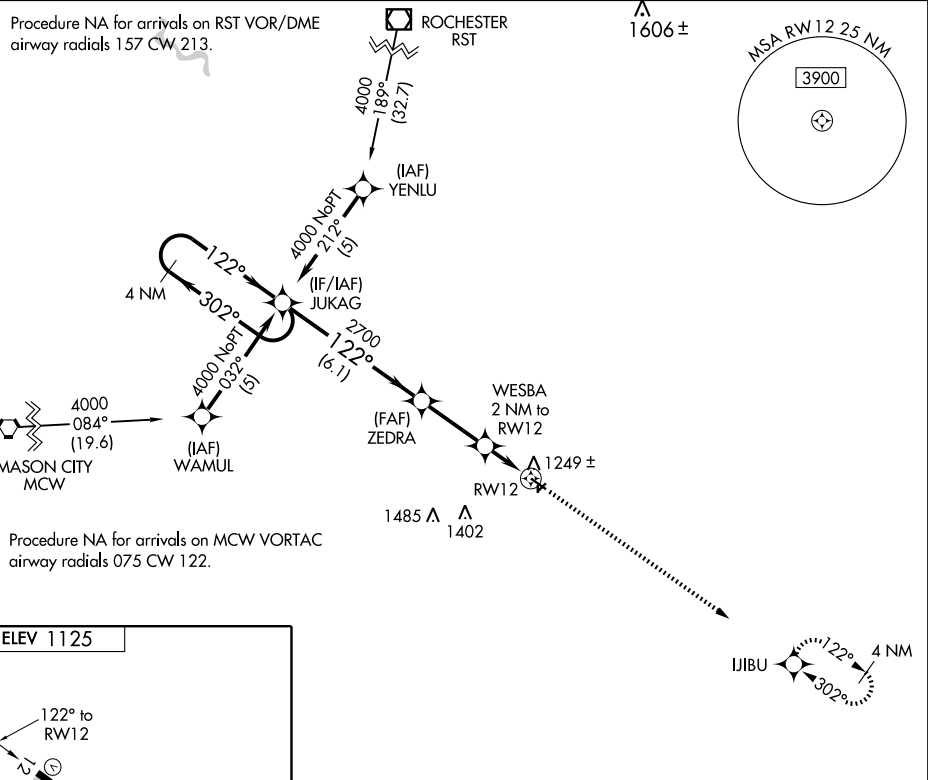 Procedure NA for arrivals on RST VOR/DME
airway radials 157 CW 213.
ROCHESTER
RST
1606 ±
MSA RW12 25 NM
3900
4000
189°
(32.7)
(IAF)
YENLU
4000 NoPT
212°
(5)
122°
4 NM
302°
(IF/IAF)
JUKAG
2700
122°
(6.1)
4000 NoPT
032°
(5)
4000
084°
(19.6)
MASON CITY
MCW
(IAF)
WAMUL
(FAF)
ZEDRA
WESBA
2 NM to
RW12
1249 ±
RW12
1485
1402
Procedure NA for arrivals on MCW VORTAC
airway radials 075 CW 122.
ELEV 1125
122° to
RW12
12
V
IJIBU
122°
4 NM
302°